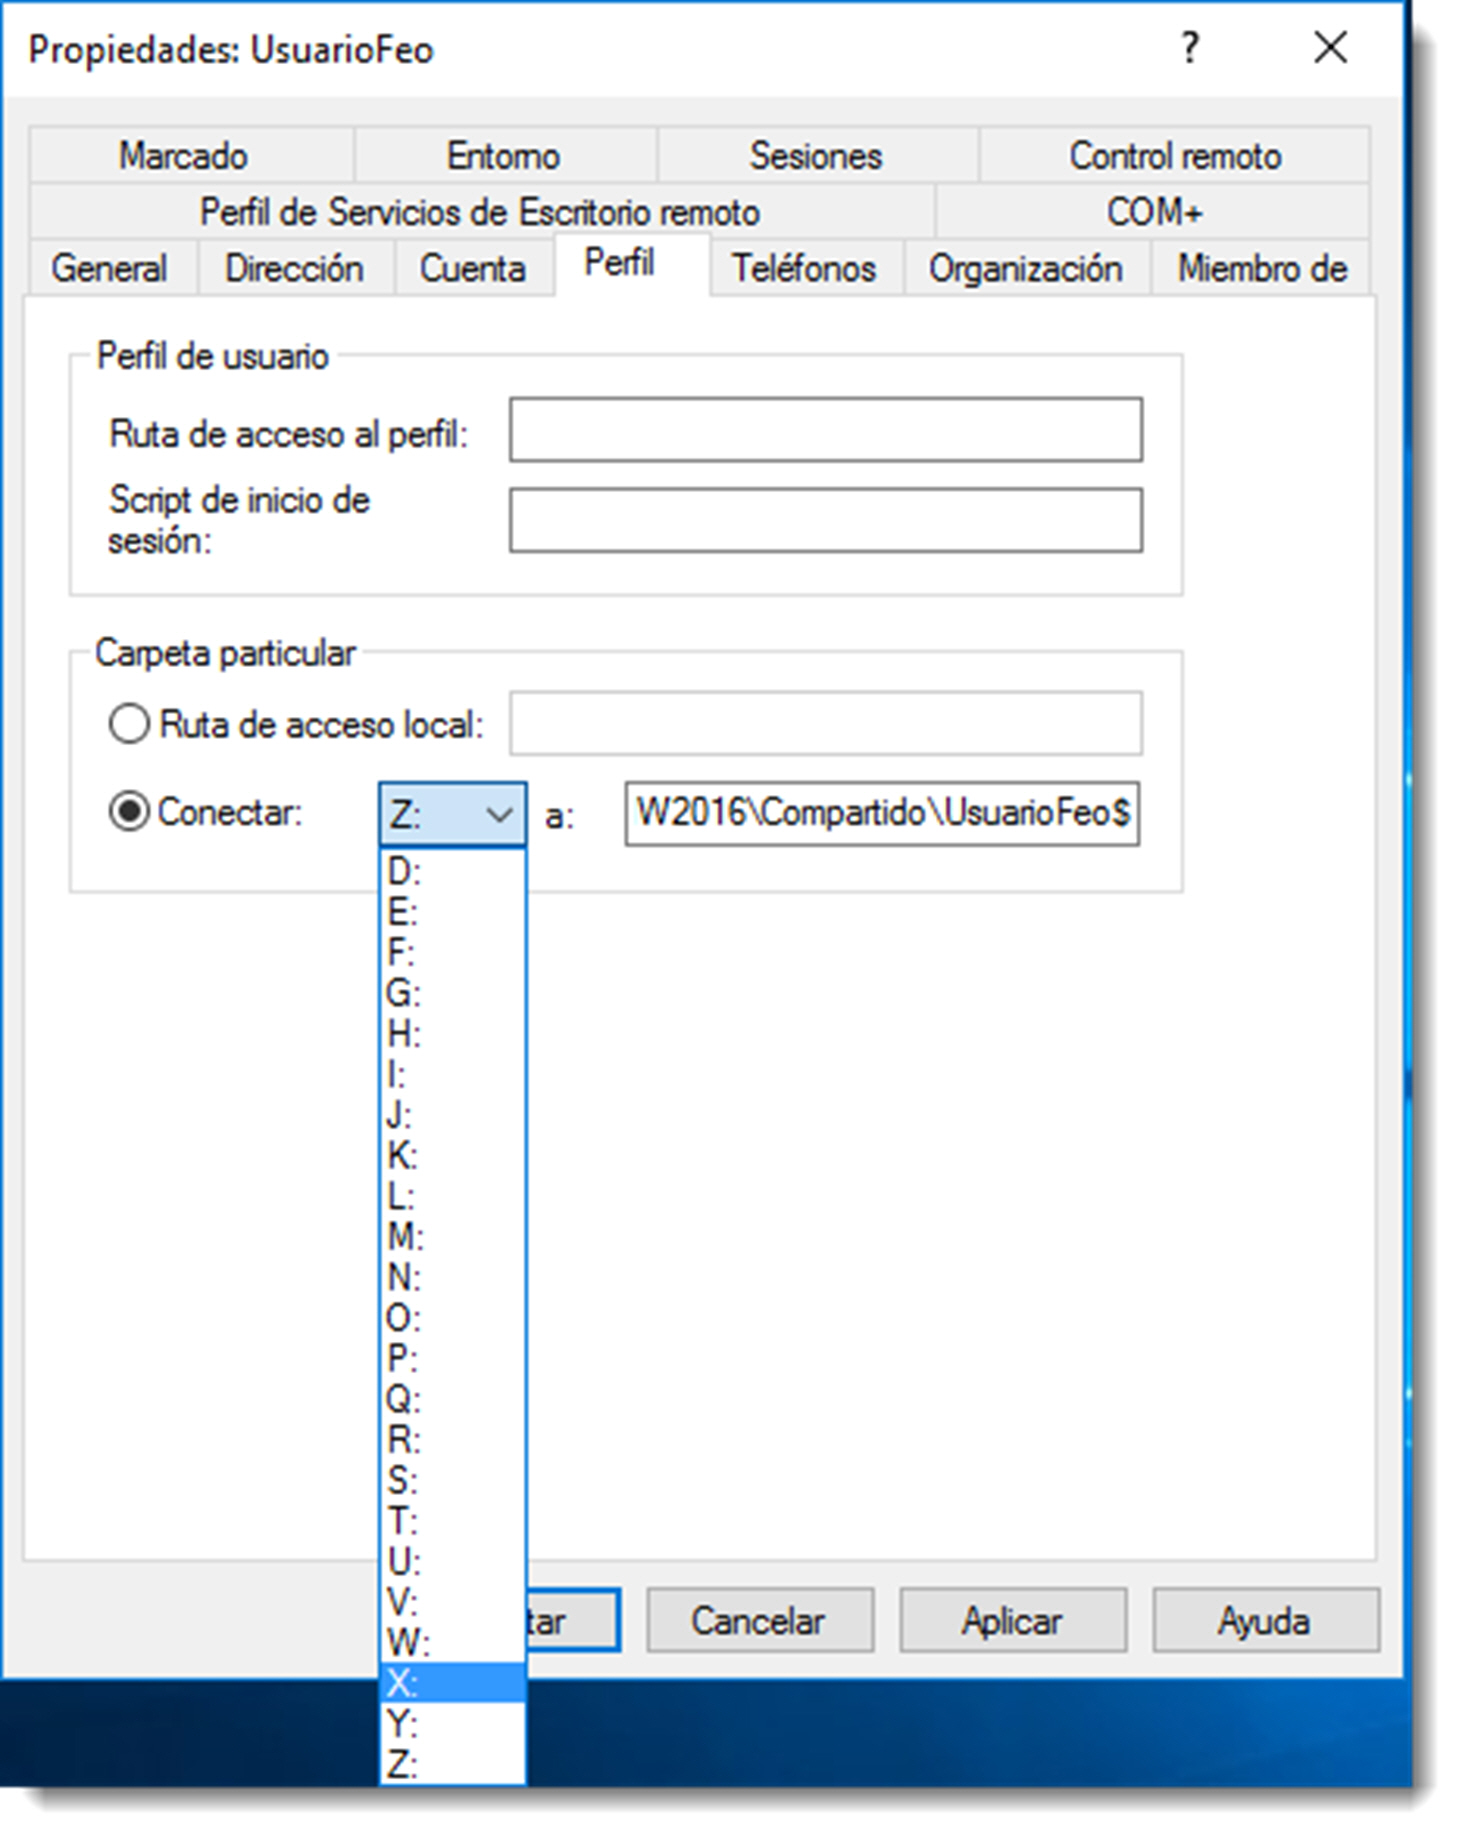 Propiedades: UsuarioFeo
?
Marcado Entorno Sesiones Control remoto
Perfil de Servicios de Escritorio remoto COM+
General Dirección Cuenta Perfil Teléfonos Organización Miembro de
Perfil de usuario
Ruta de acceso al perfil:
Script de inicio de
sesión:
Carpeta particular
Ruta de acceso local:
Conectar: Z: a: W2016\Compartido\UsuarioFeo$
D:
E:
F:
G:
H:
I:
J:
K:
L:
M:
N:
O:
P:
Q:
R:
S:
T:
U:
V:
tar Cancelar Aplicar Ayuda
W:
X:
Y:
Z: